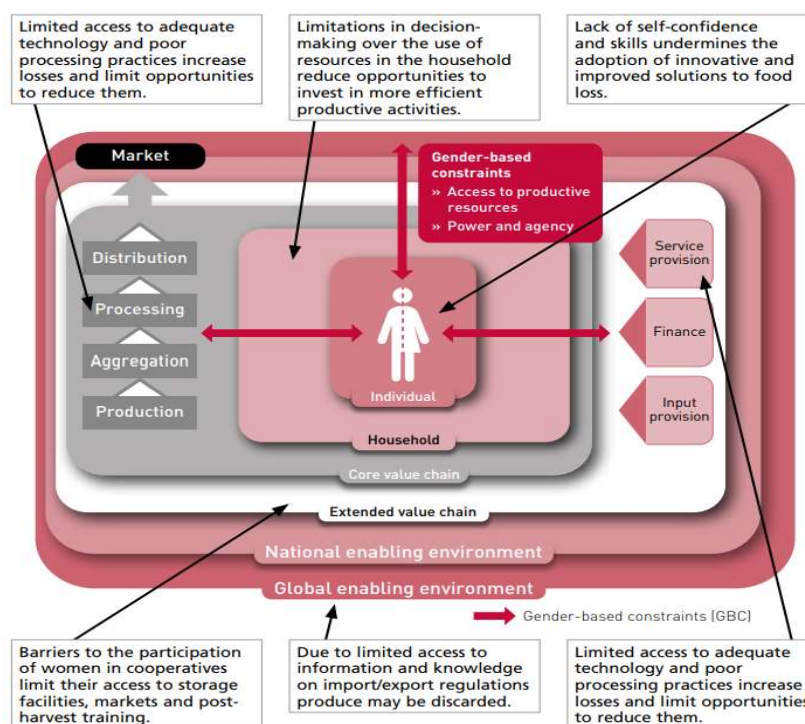 Limited access to adequate
technology and poor
processing practices increase
losses and limit opportunities
to reduce them.
Limitations in decision-
making over the use of
resources in the household
reduce opportunities to
invest in more efficient
productive activities.
Lack of self-confidence
and skills undermines the
adoption of innovative and
improved solutions to food
loss.
Market
Gender-based
constraints
» Access to productive
resources
» Power and agency
Distribution
Processing
Aggregation
Production
Service
provision
Finance
Input
provision
Individual
Household
Core value chain
Extended value chain
National enabling environment
Global enabling environment
Gender-based constraints (GBC)
Barriers to the participation
of women in cooperatives
limit their access to storage
facilities, markets and post-
harvest training.
Due to limited access to
information and knowledge
on import/export regulations
produce may be discarded.
Limited access to adequate
technology and poor
processing practices increase
losses and limit opportunities
to reduce them.